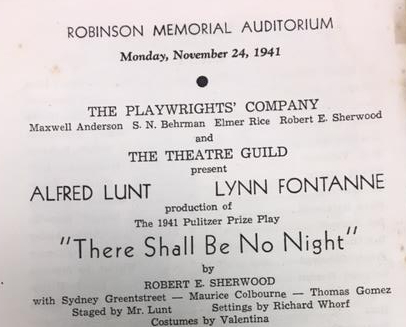 ROBINSON MEMORIAL AUDITORIUM
Monday, November 24, 1941
THE PLAYWRIGHTS' COMPANY
Maxwell Anderson S. N. Behrman Elmer Rice Robert E. Sherwood
and
THE THEATRE GUILD
present
ALFRED LUNT LYNN FONTANNE
production of
The 1941 Pulitzer Prize Play
"There Shall Be No Night"
by
ROBERT E. SHERWOOD
with Sydney Greenstreet — Maurice Colbourne — Thomas Gomez
Staged by Mr. Lunt Settings by Richard Whorf
Costumes by Valentina